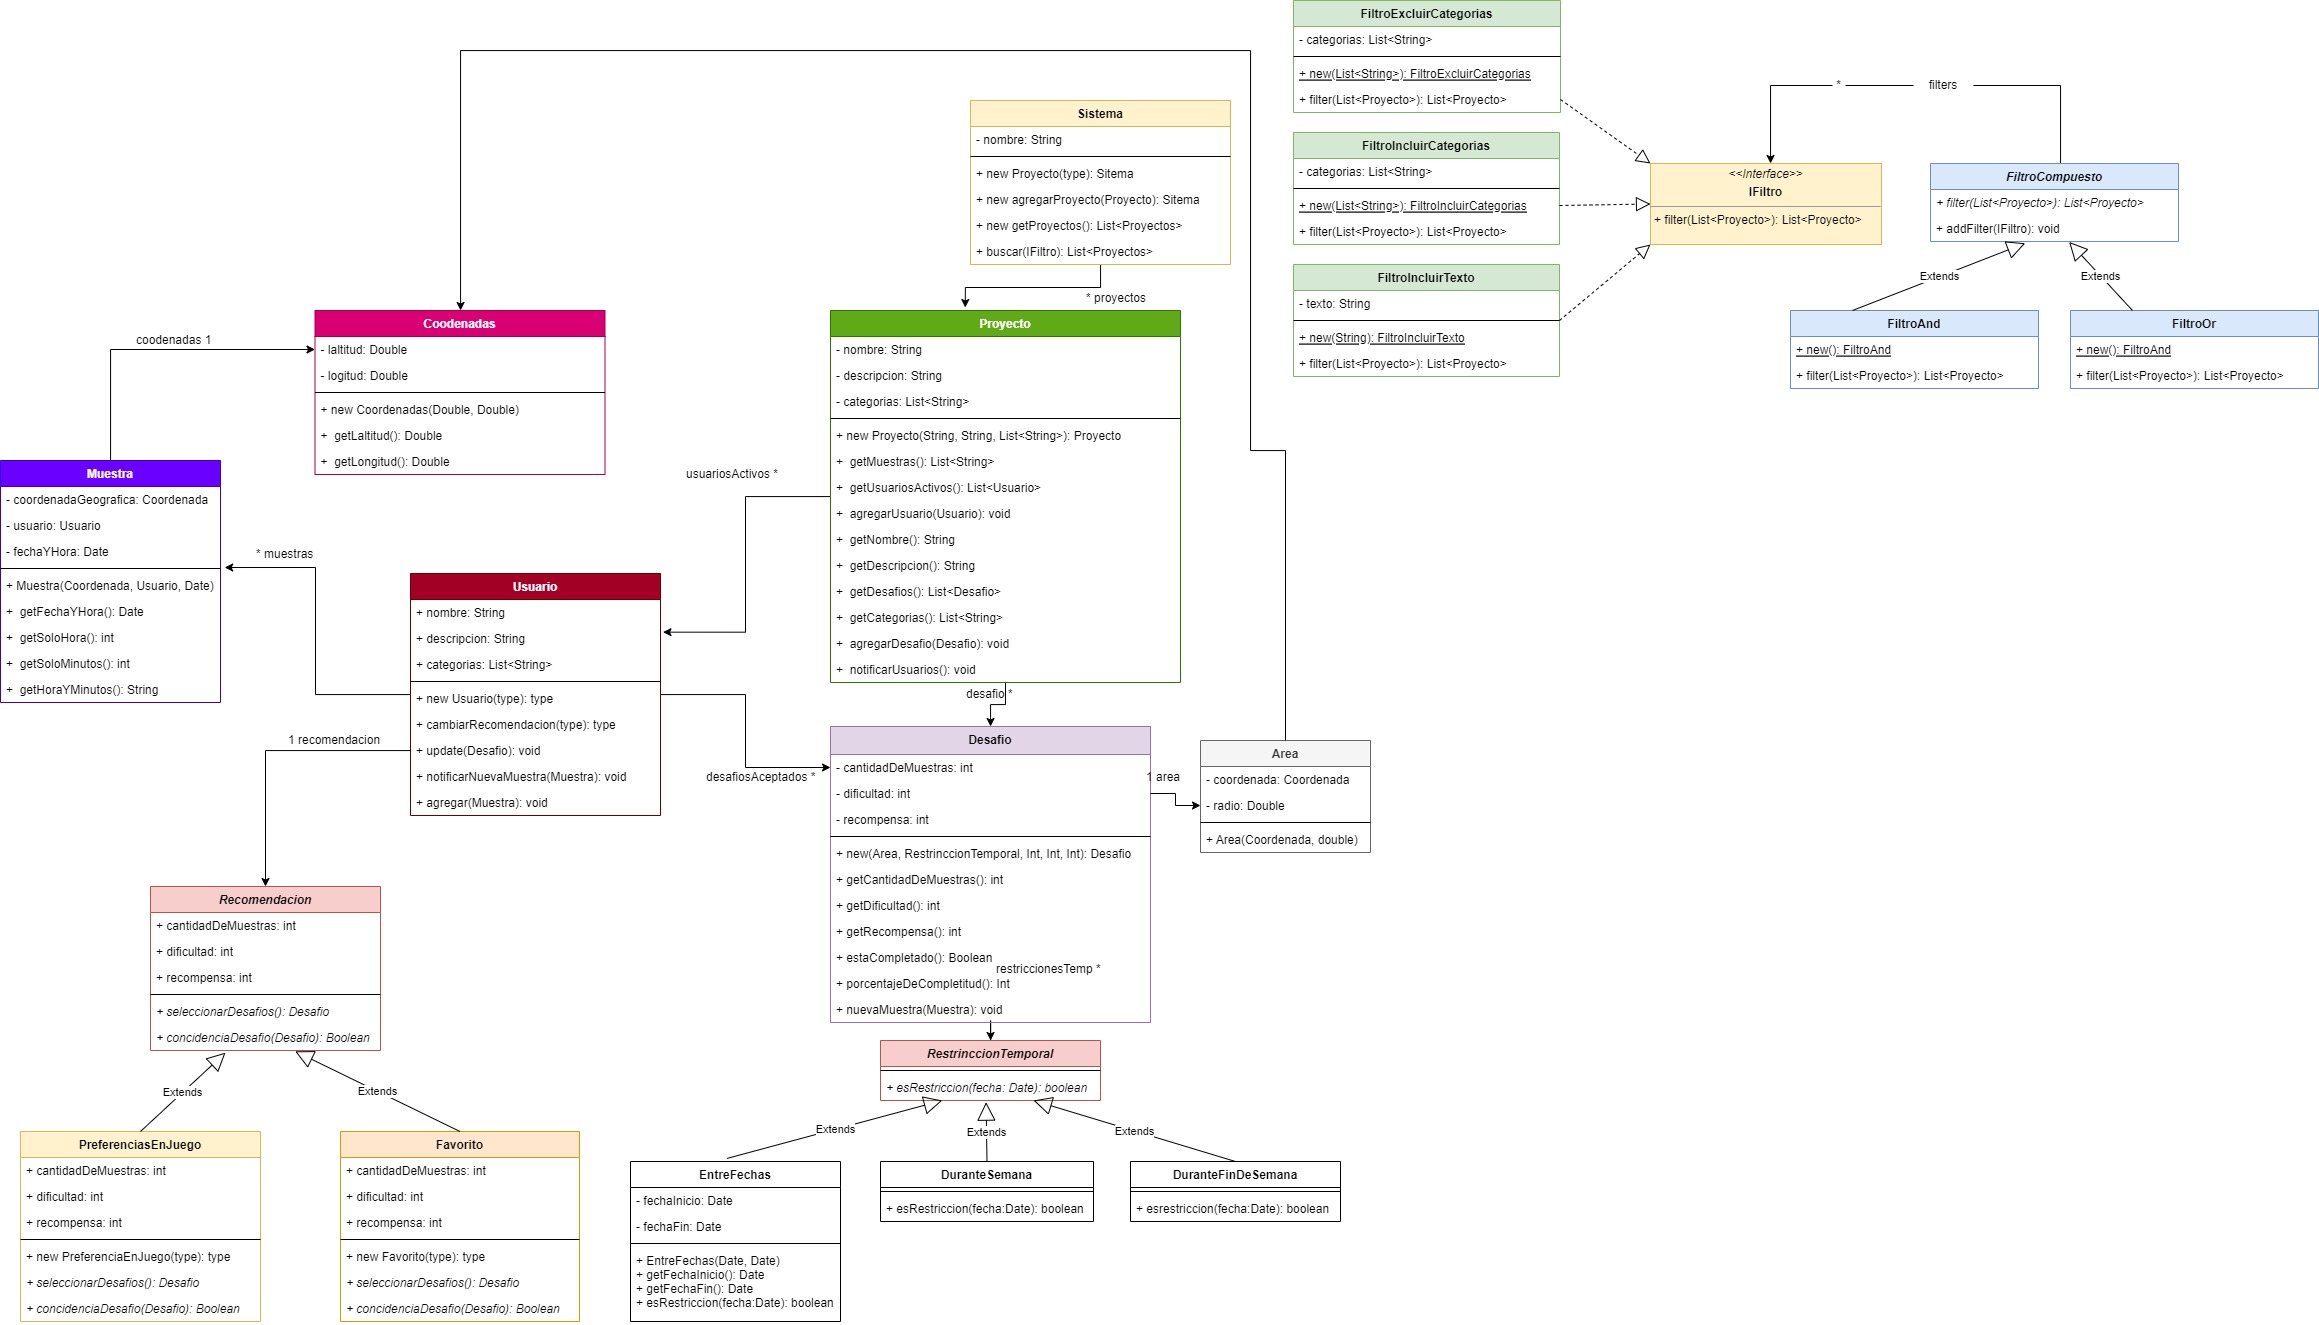 FiltroExcluirCategorias
- categorias: List<String>
+ new(List<String>): FiltroExcluirCategorias
+ filter(List<Proyecto>): List<Proyecto>
* filters
Sistema
- nombre: String
+ new Proyecto(type): Sitema
+ new agregarProyecto(Proyecto): Sitema
+ new getProyectos(): List<Proyectos>
+ buscar(IFiltro): List<Proyectos>
* proyectos
FiltroIncluirCategorias
- categorias: List<String>
+ new(List<String>): FiltroIncluirCategorias
+ filter(List<Proyecto>): List<Proyecto>
<<Interface>>
IFiltro
+ filter(List<Proyecto>): List<Proyecto>
FiltroCompuesto
+ filter(List<Proyecto>): List<Proyecto>
+ addFilter(IFiltro): void
Extends
Extends
FiltroIncluirTexto
- texto: String
+ new(String): FiltroIncluirTexto
+ filter(List<Proyecto>): List<Proyecto>
FiltroAnd
+ new(): FiltroAnd
+ filter(List<Proyecto>): List<Proyecto>
FiltroOr
+ new(): FiltroAnd
+ filter(List<Proyecto>): List<Proyecto>
coodenadas 1
Coodenadas
- laltitud: Double
- logitud: Double
+ new Coordenadas(Double, Double)
+ getLaltitud(): Double
+ getLongitud(): Double
Proyecto
- nombre: String
- descripcion: String
- categorias: List<String>
+ new Proyecto(String, String, List<String>): Proyecto
+ getMuestras(): List<String>
+ getUsuariosActivos(): List<Usuario>
+ agregarUsuario(Usuario): void
+ getNombre(): String
+ getDescripcion(): String
+ getDesafios(): List<Desafio>
+ getCategorias(): List<String>
+ agregarDesafio(Desafio): void
+ notificarUsuarios(): void
usuariosActivos *
desafio *
Muestra
- coordenadaGeografica: Coordenada
- usuario: Usuario
- fechaYHora: Date
+ Muestra(Coordenada, Usuario, Date)
+ getFechaYHora(): Date
+ getSoloHora(): int
+ getSoloMinutos(): int
+ getHoraYMinutos(): String
* muestras
Usuario
+ nombre: String
+ descripcion: String
+ categorias: List<String>
+ new Usuario(type): type
+ cambiarRecomendacion(type): type
+ update(Desafio): void
+ notificarNuevaMuestra(Muestra): void
+ agregar(Muestra): void
1 recomendacion
desafiosAceptados *
Desafio
- cantidadDeMuestras: int
- dificultad: int
- recompensa: int
+ new(Area, RestrinccionTemporal, Int, Int, Int): Desafio
+ getCantidadDeMuestras(): int
+ getDificultad(): int
+ getRecompensa(): int
+ estaCompletado(): Boolean
restriccionesTemp *
+ porcentajeDeCompletitud(): Int
+ nuevaMuestra(Muestra): void
1 area
Area
- coordenada: Coordenada
- radio: Double
+ Area(Coordenada, double)
Recomendacion
+ cantidadDeMuestras: int
+ dificultad: int
+ recompensa: int
+ seleccionarDesafios(): Desafio
+ concidenciaDesafio(Desafio): Boolean
Extends
Extends
RestrinccionTemporal
+ esRestriccion(fecha: Date): boolean
Extends
Extends
Extends
PreferenciasEnJuego
+ cantidadDeMuestras: int
+ dificultad: int
+ recompensa: int
+ new PreferenciaEnJuego(type): type
+ seleccionarDesafios(): Desafio
+ concidenciaDesafio(Desafio): Boolean
Favorito
+ cantidadDeMuestras: int
+ dificultad: int
+ recompensa: int
+ new Favorito(type): type
+ seleccionarDesafios(): Desafio
+ concidenciaDesafio(Desafio): Boolean
EntreFechas
- fechaInicio: Date
- fechaFin: Date
+ EntreFechas(Date, Date)
+ getFechaInicio(): Date
+ getFechaFin(): Date
+ esRestriccion(fecha:Date): boolean
DuranteSemana
+ esRestriccion(fecha:Date): boolean
DuranteFinDeSemana
+ esrestriccion(fecha:Date): boolean